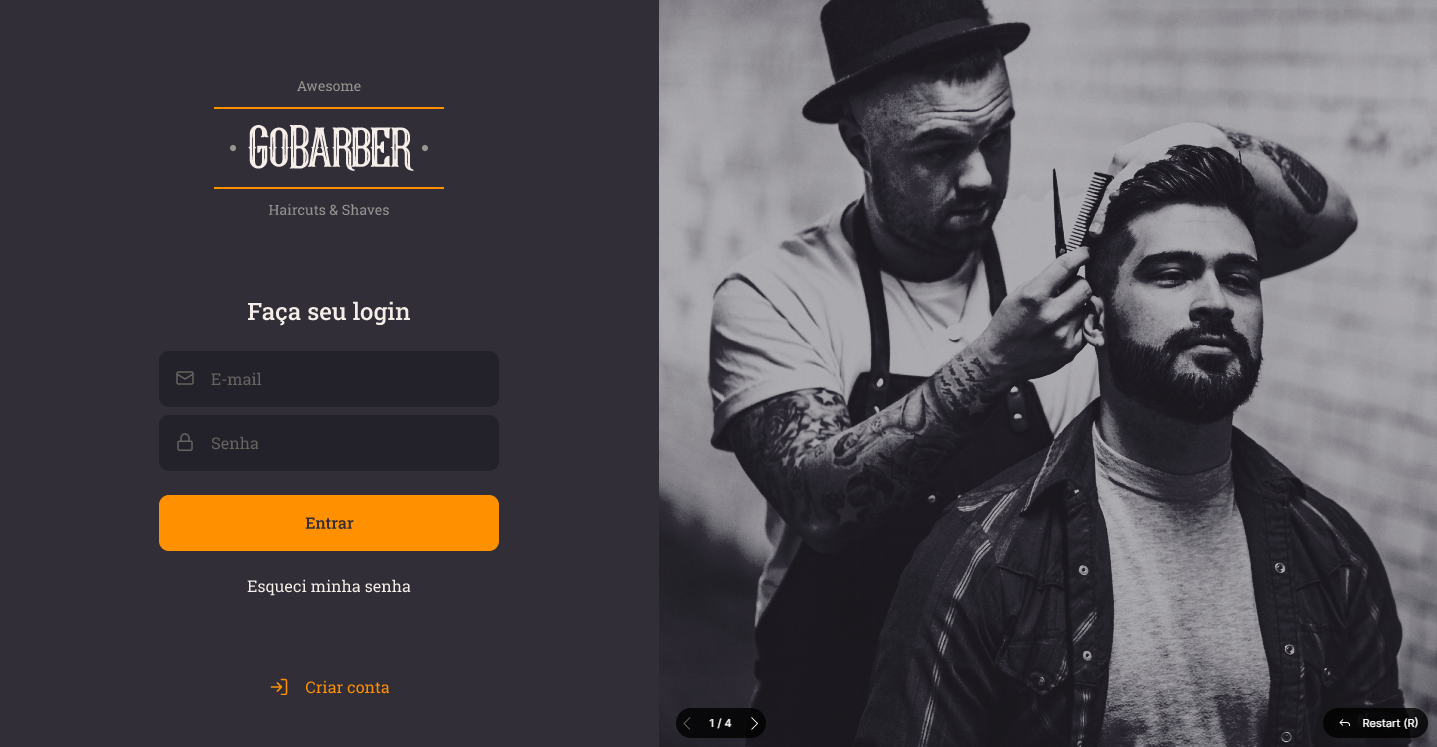 Awesome
GOBARBER
Haircuts & Shaves
Faça seu login
E-mail
Senha
Entrar
Esqueci minha senha
Criar conta
1 / 4
Restart (R)